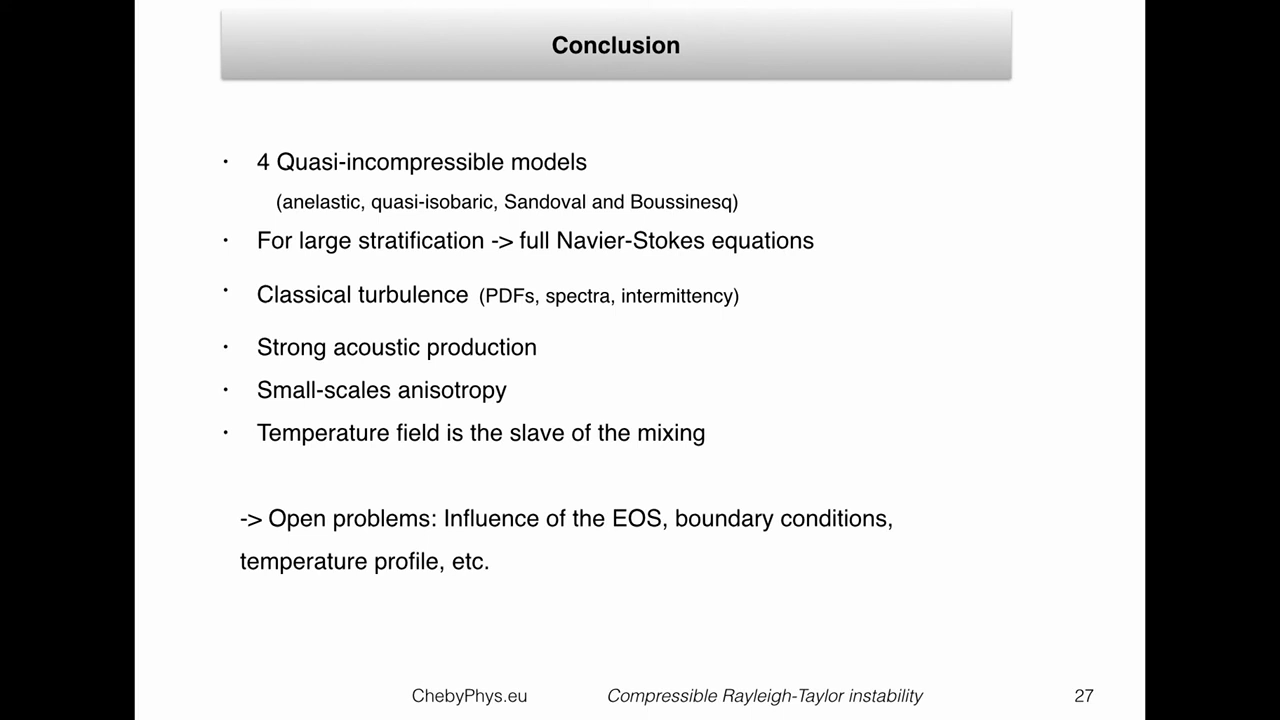 Conclusion
· 4 Quasi-incompressible models
(anelastic, quasi-isobaric, Sandoval and Boussinesq)
· For large stratification -> full Navier-Stokes equations
· Classical turbulence (PDFs, spectra, intermittency)
· Strong acoustic production
· Small-scales anisotropy
· Temperature field is the slave of the mixing
-> Open problems: Influence of the EOS, boundary conditions,
temperature profile, etc.
ChebyPhys.eu Compressible Rayleigh-Taylor instability 27